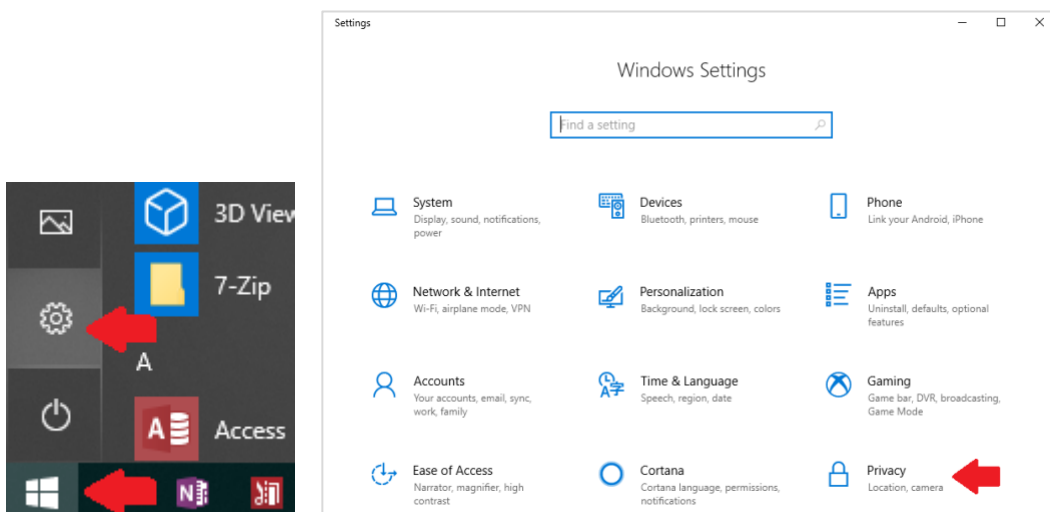 3D View
7-Zip
A
Access
Settings
Windows Settings
Find a setting
System
Display, sound, notifications,
power
Devices
Bluetooth, printers, mouse
Phone
Link your Android, iPhone
Network & Internet
Wi-Fi, airplane mode, VPN
Personalization
Background, lock screen, colors
Apps
Uninstall, defaults, optional
features
Accounts
Your accounts, email, sync,
work, family
Time & Language
Speech, region, date
Gaming
Game bar, DVR, broadcasting,
Game Mode
Ease of Access
Narrator, magnifier, high
contrast
Cortana
Cortana language, permissions,
notifications
Privacy
Location, camera